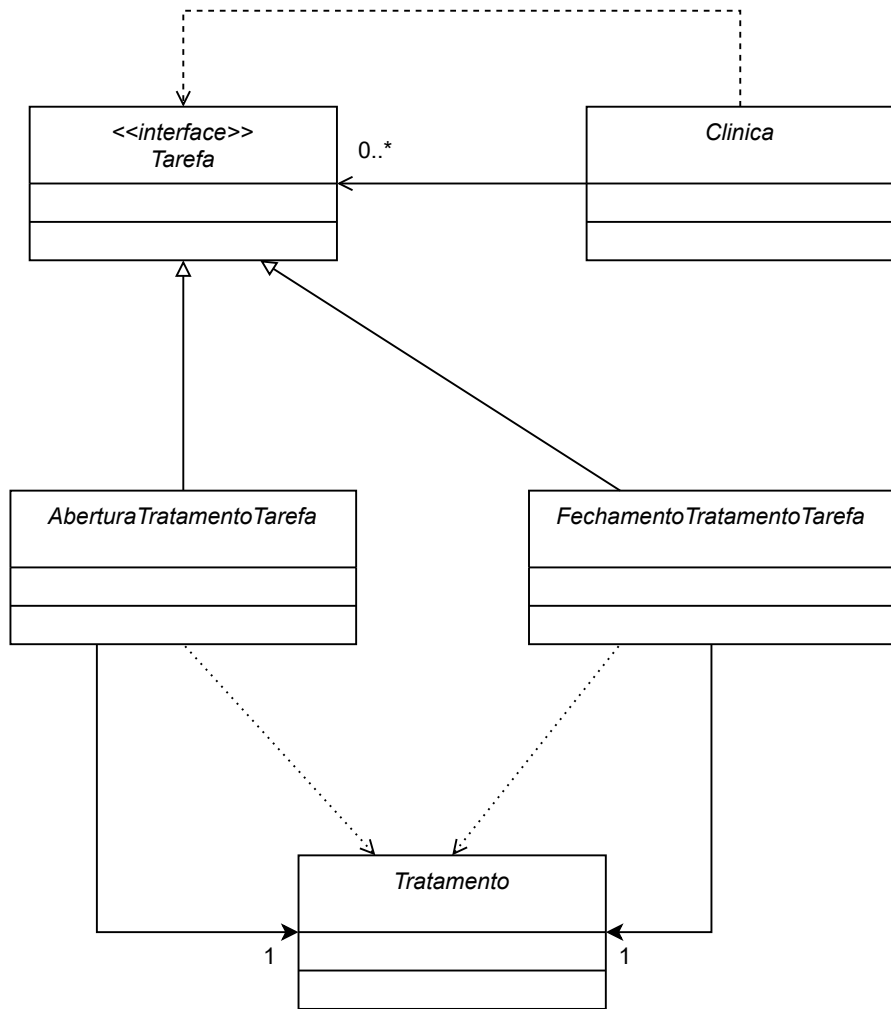 <<interface>>
Tarefa
Clinica
0..*
AberturaTratamentoTarefa
FechamentoTratamentoTarefa
Tratamento
1
1